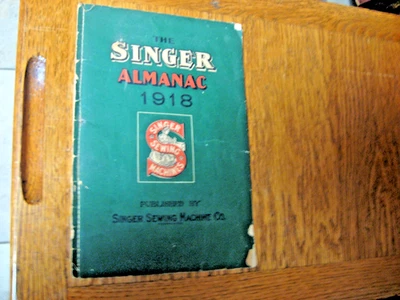 THE
SINGER
ALMANAC
1918
SINGER
SEWING
MACHINES
PUBLISHED BY
SINGER SEWING MACHINE CO.